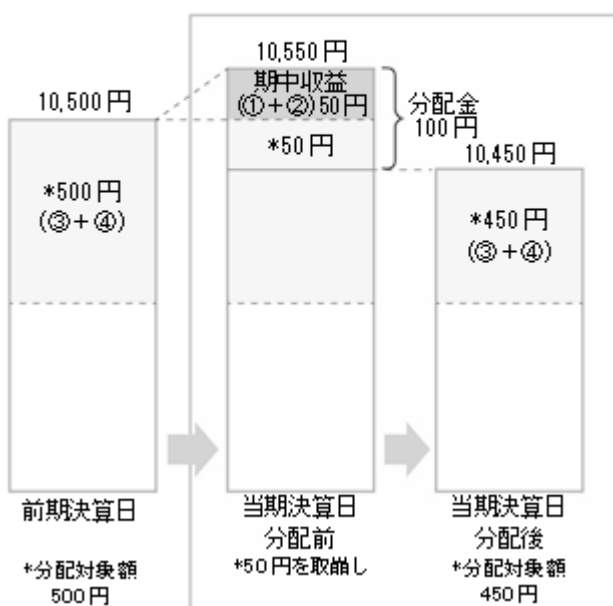 10,500円
*500円
(③+④)
前期決算日
*分配対象額
500円
10,550円
期中収益
(①+②)50円
*50円
分配金
100円
当期決算日
分配前
*50円を取崩し
10,450円
*450円
(③+④)
当期決算日
分配後
*分配対象額
450円